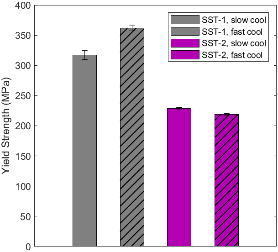 400
350
300
250
200
150
100
50
0
Yield Strength (MPa)
SST-1, slow cool
SST-1, fast cool
SST-2, slow cool
SST-2, fast cool